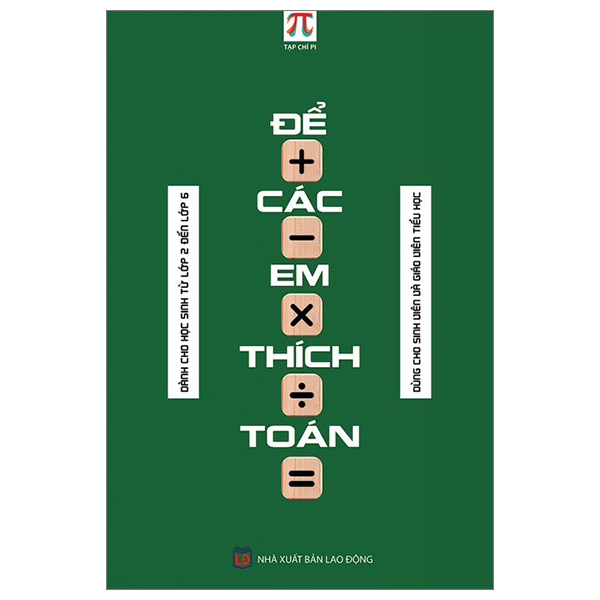 π
TẠP CHÍ PI
ĐỂ
+
CÁC
−
EM
×
THÍCH
÷
TOÁN
=
DÀNH CHO HỌC SINH TỪ LỚP 2 ĐẾN LỚP 6
DÙNG CHO SINH VIÊN VÀ GIÁO VIÊN TIỂU HỌC
LĐ
NHÀ XUẤT BẢN LAO ĐỘNG